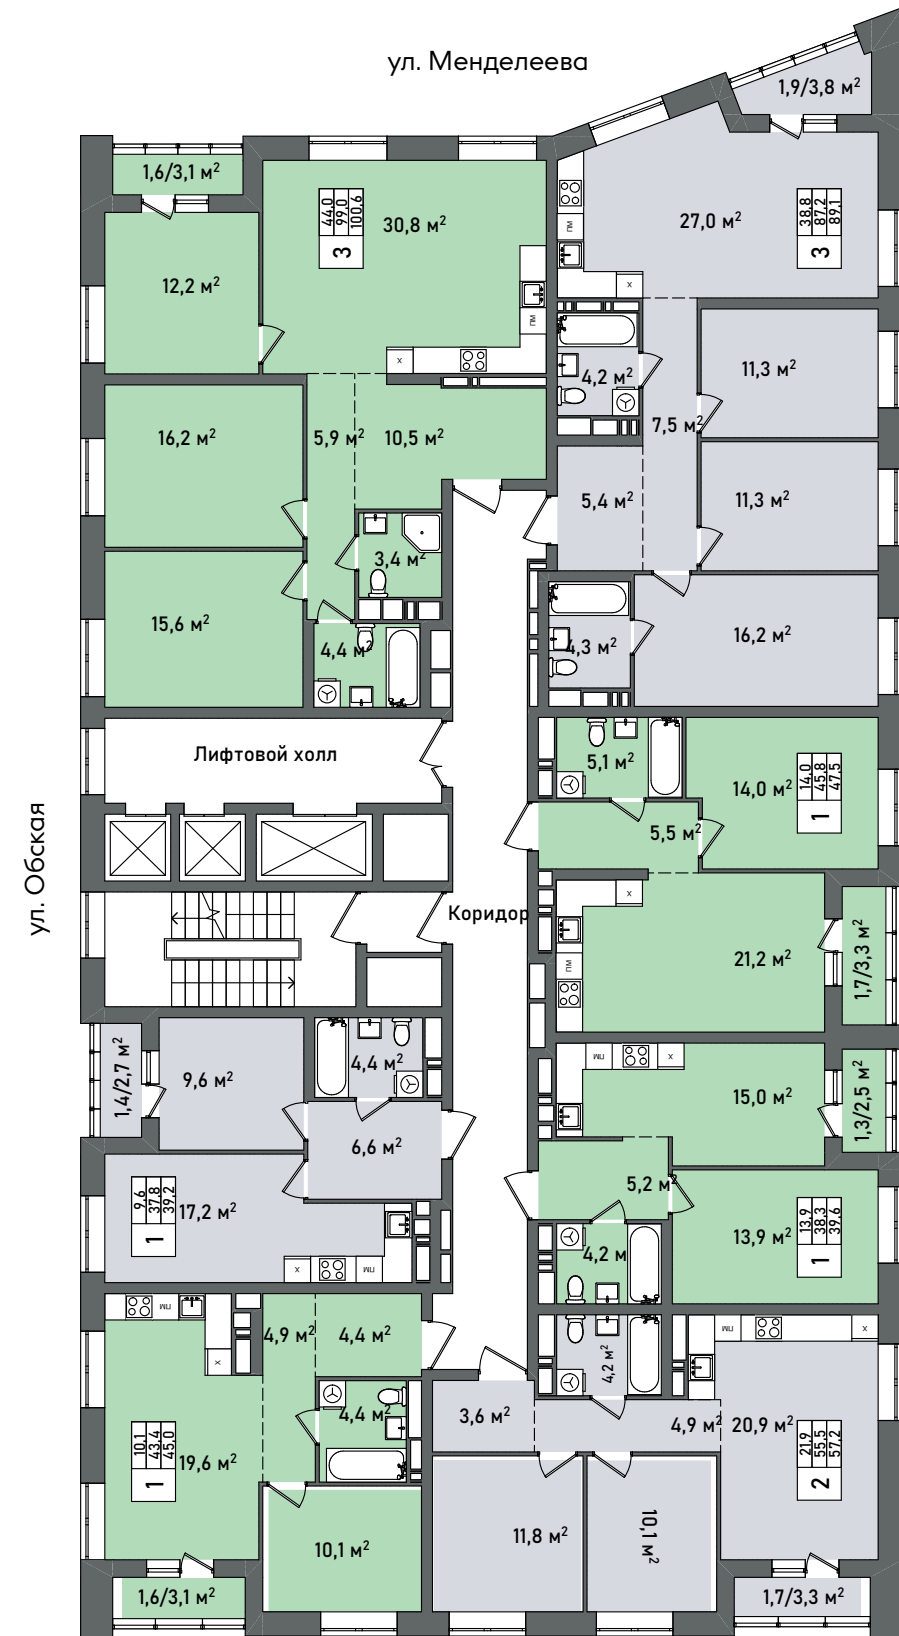 ул. Менделеева
1,9/3,8 м²
1,6/3,1 м²
44,0
99,0
100,6
3
30,8 м²
27,0 м²
38,8
87,2
89,1
3
12,2 м²
ПМ
Х
ПМ
Х
4,2 м²
11,3 м²
16,2 м²
5,9 м²
10,5 м²
7,5 м²
5,4 м²
11,3 м²
3,4 м²
15,6 м²
4,4 м²
4,3 м²
16,2 м²
Лифтовой холл
5,1 м²
14,0 м²
14,0
45,8
47,5
1
5,5 м²
ул. Обская
Коридор
Х
ПМ
21,2 м²
1,7/3,3 м²
1,4/2,7 м²
9,6 м²
4,4 м²
ПМ
Х
15,0 м²
1,3/2,5 м²
6,6 м²
5,2 м²
9,6
37,8
39,2
1
17,2 м²
Х
ПМ
13,9 м²
13,9
38,3
39,6
1
4,2 м
ПМ
Х
4,9 м²
4,4 м²
4,2 м²
ПМ
Х
4,4 м²
3,6 м²
4,9 м²
20,9 м²
10,1
43,4
45,0
1
19,6 м²
21,9
55,5
57,2
2
10,1 м²
11,8 м²
10,1 м²
1,6/3,1 м²
1,7/3,3 м²